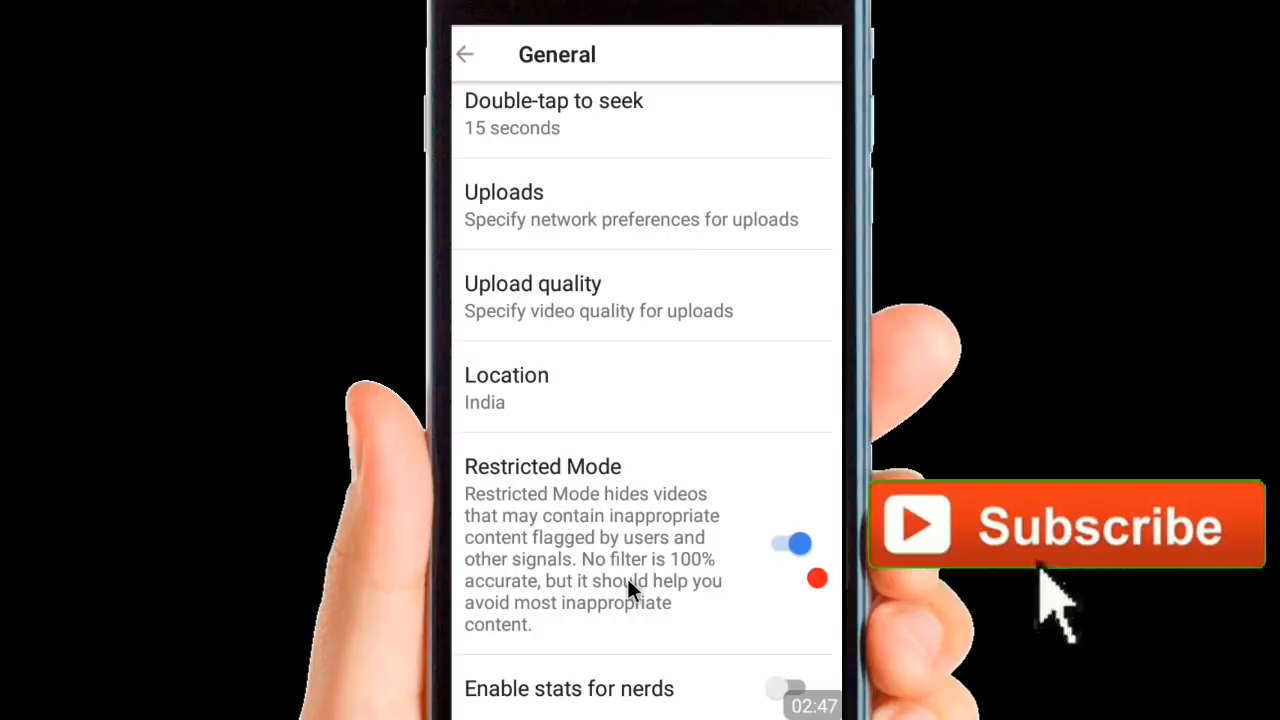 General
Double-tap to seek
15 seconds
Uploads
Specify network preferences for uploads
Upload quality
Specify video quality for uploads
Location
India
Restricted Mode
Restricted Mode hides videos
that may contain inappropriate
content flagged by users and
other signals. No filter is 100%
accurate, but it should help you
avoid most inappropriate
content.
Subscribe
Enable stats for nerds
02:47